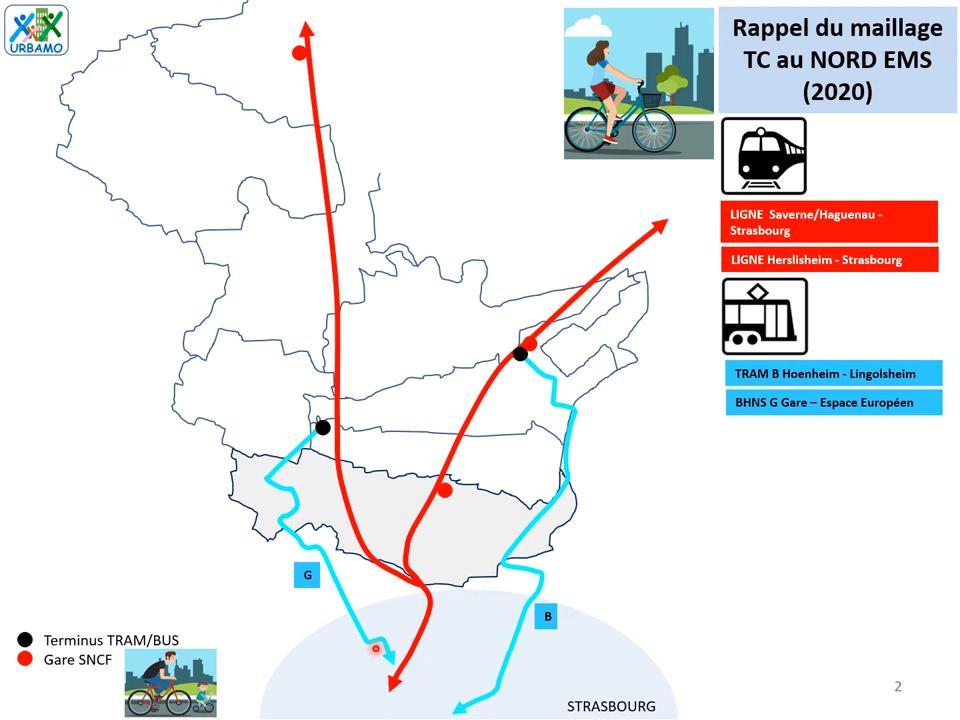 URBAMO
Rappel du maillage
TC au NORD EMS
(2020)
LIGNE Saverne/Haguenau -
Strasbourg
LIGNE Herslisheim - Strasbourg
TRAM B Hoenheim - Lingolsheim
BHNS G Gare – Espace Européen
G
B
Terminus TRAM/BUS
Gare SNCF
STRASBOURG
2